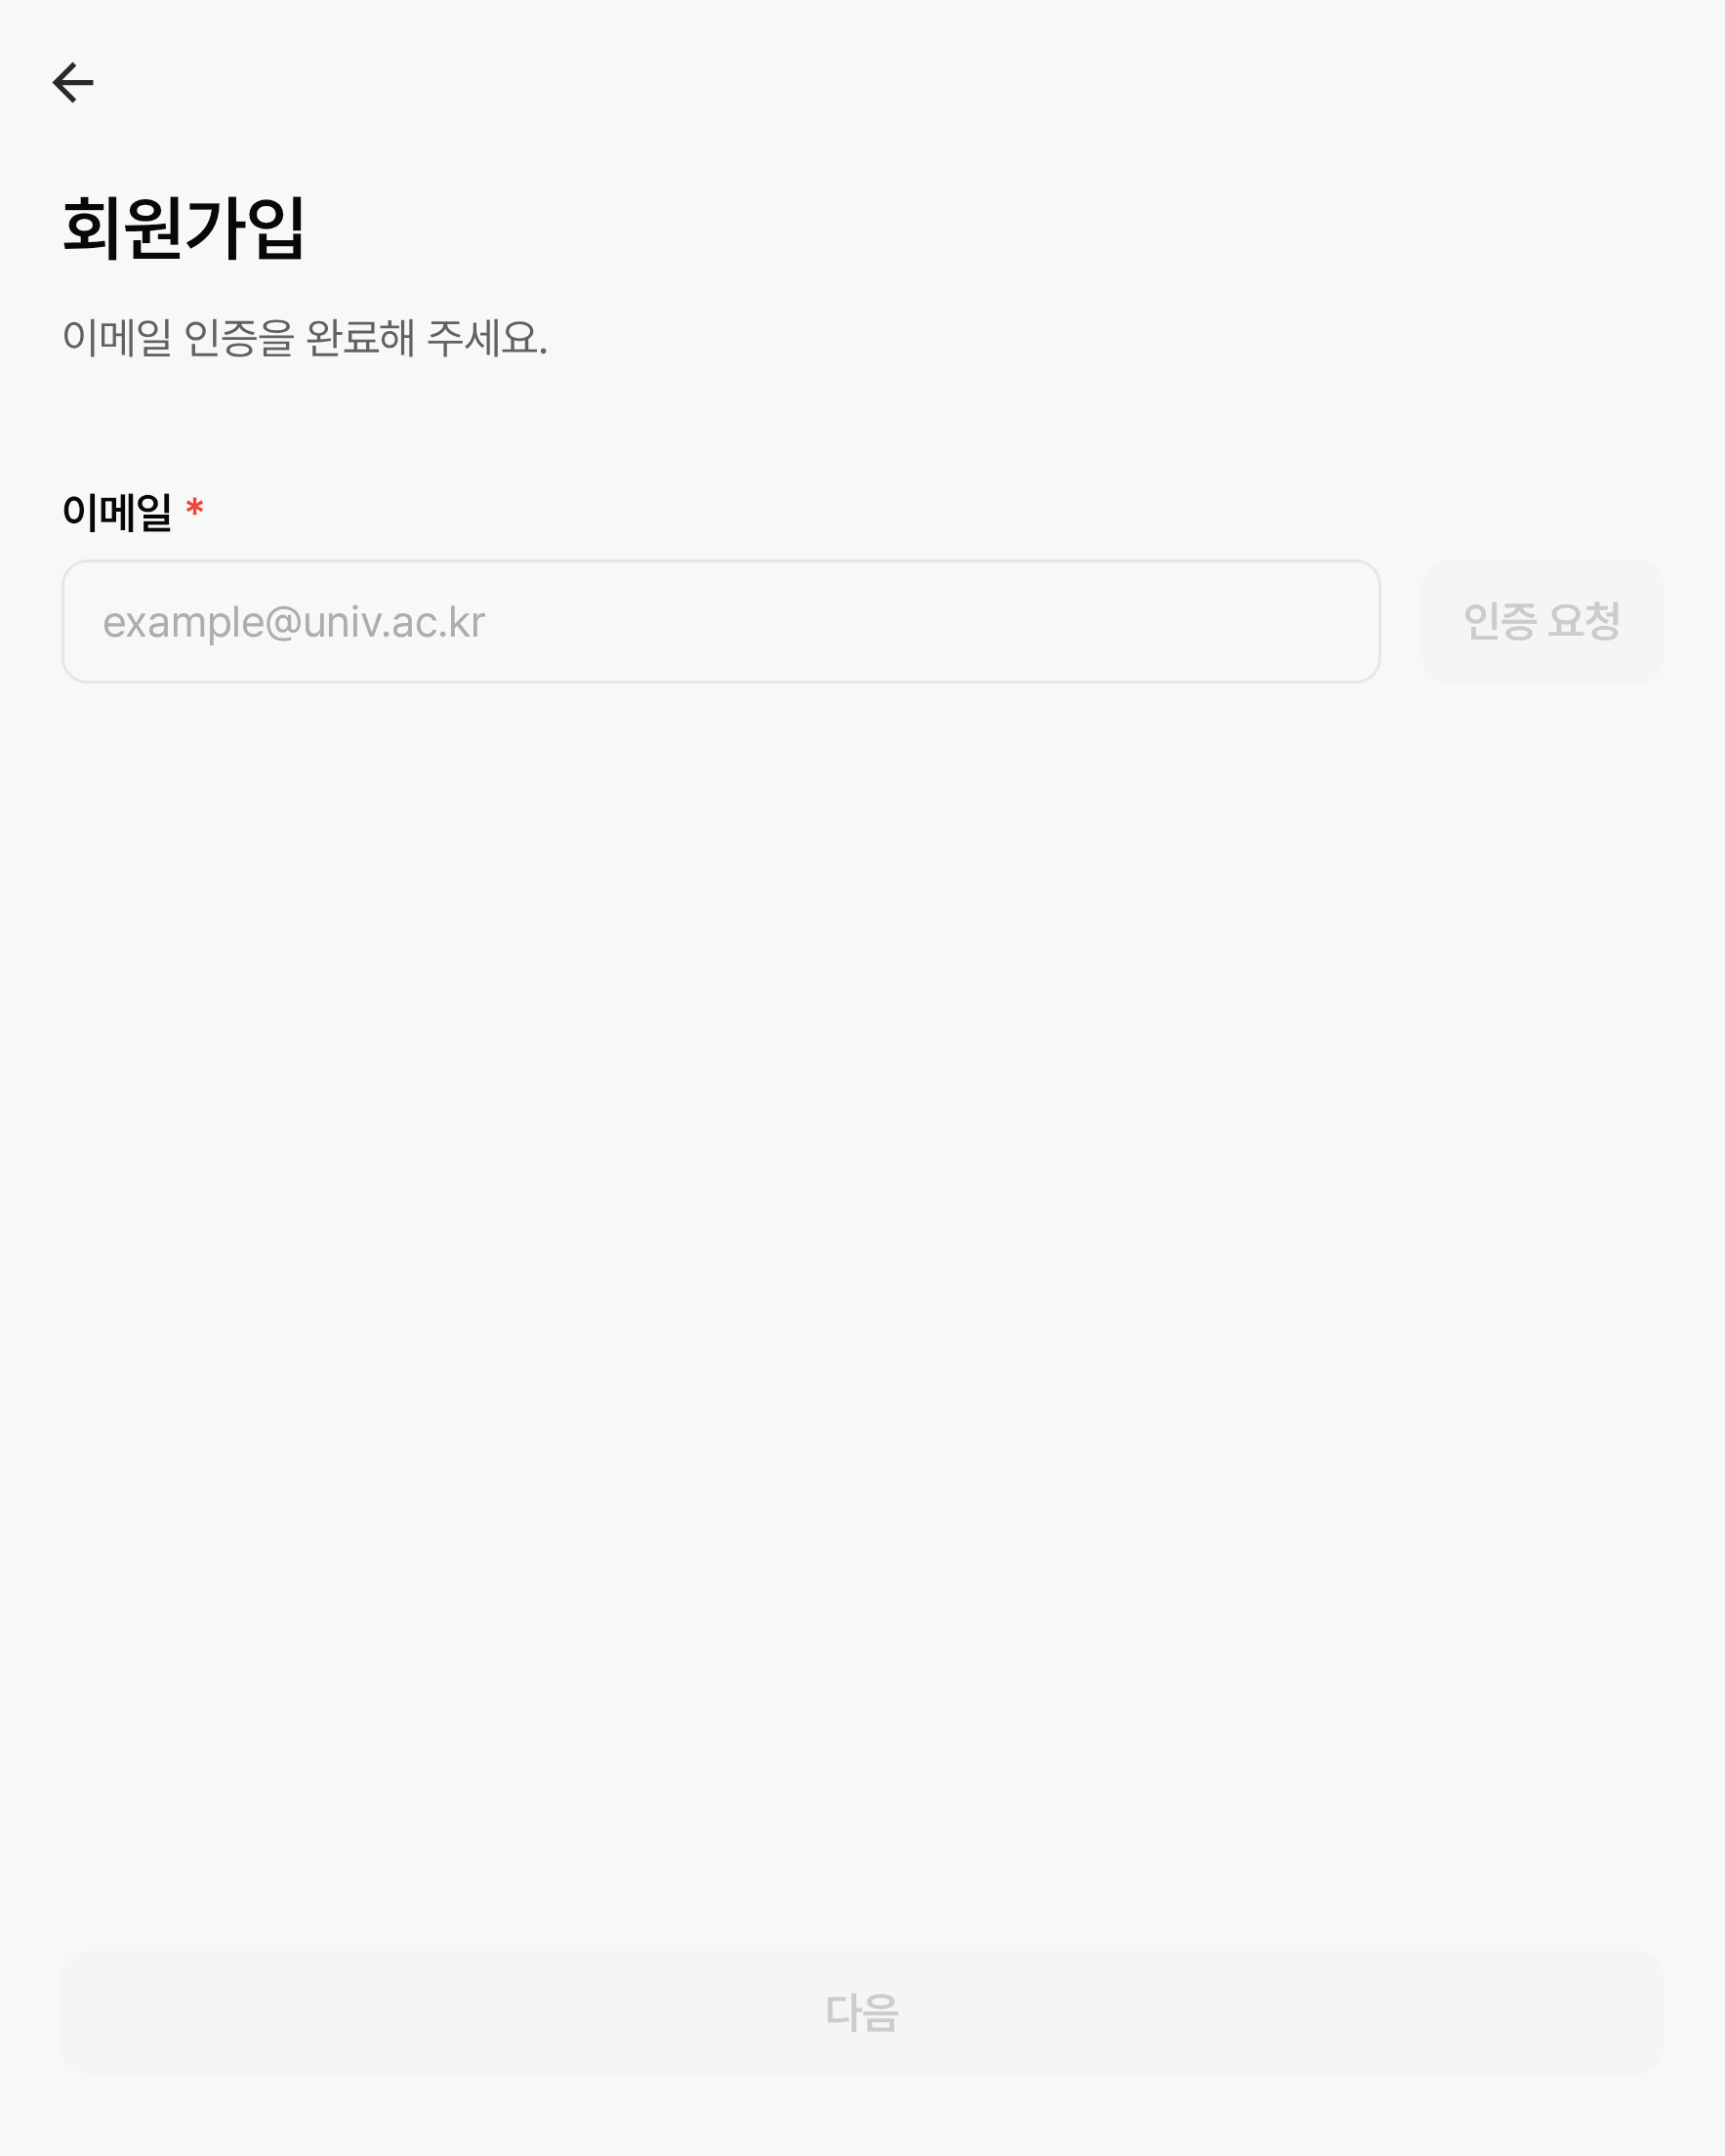 회원가입
이메일 인증을 완료해 주세요.
이메일 *
example@univ.ac.kr
인증 요청
다음